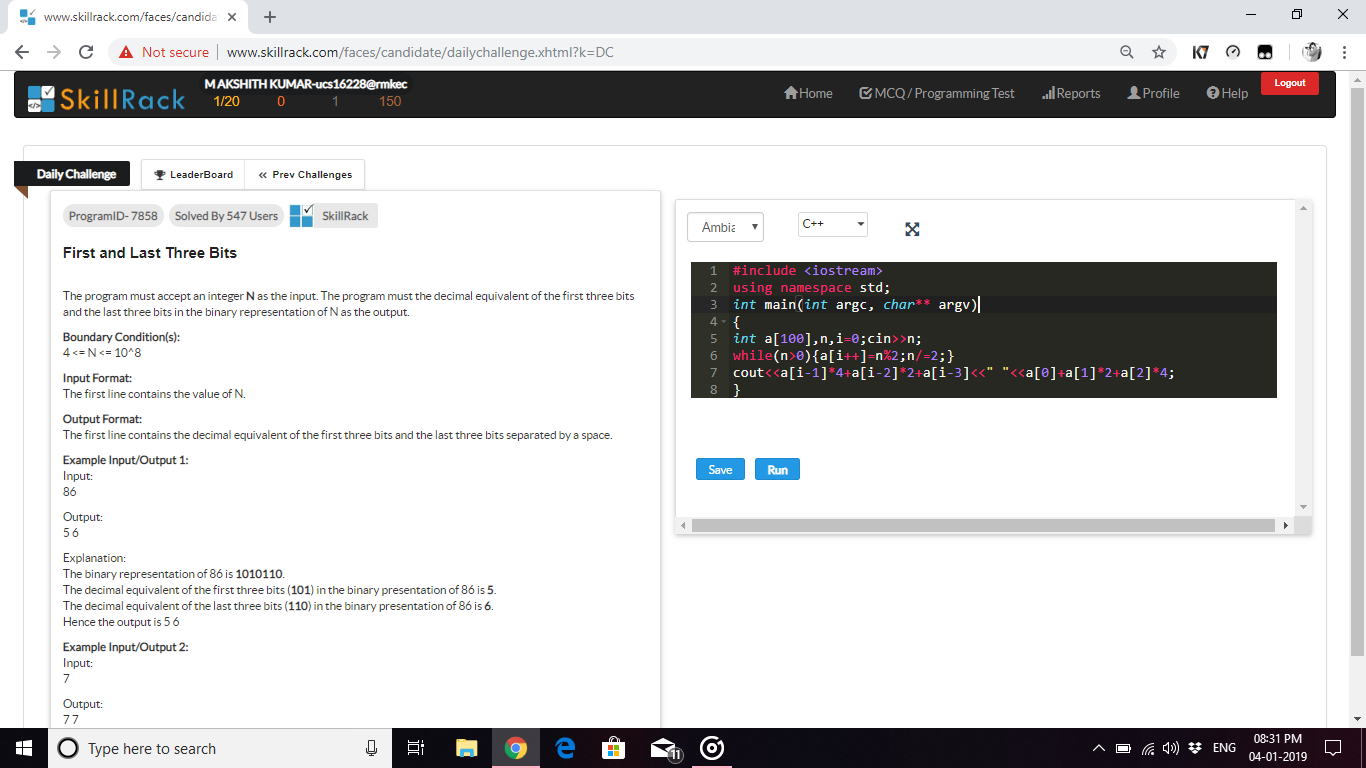 www.skillrack.com/faces/candida
Not secure www.skillrack.com/faces/candidate/dailychallenge.xhtml?k=DC
SkillRack
M AKSHITH KUMAR-ucs16228@rmkec
1/20 0 1 150
Home MCQ / Programming Test Reports Profile Help Logout
Daily Challenge LeaderBoard « Prev Challenges
ProgramID- 7858 Solved By 547 Users SkillRack
First and Last Three Bits
The program must accept an integer N as the input. The program must the decimal equivalent of the first three bits
and the last three bits in the binary representation of N as the output.
Boundary Condition(s):
4 <= N <= 10^8
Input Format:
The first line contains the value of N.
Output Format:
The first line contains the decimal equivalent of the first three bits and the last three bits separated by a space.
Example Input/Output 1:
Input:
86
Output:
5 6
Explanation:
The binary representation of 86 is 1010110.
The decimal equivalent of the first three bits (101) in the binary presentation of 86 is 5.
The decimal equivalent of the last three bits (110) in the binary presentation of 86 is 6.
Hence the output is 5 6
Example Input/Output 2:
Input:
7
Output:
7 7
Ambia C++
1 #include <iostream>
2 using namespace std;
3 int main(int argc, char** argv)
4 {
5 int a[100],n,i=0;cin>>n;
6 while(n>0){a[i++]=n%2;n/=2;}
7 cout<<a[i-1]*4+a[i-2]*2+a[i-3]<<" "<<a[0]+a[1]*2+a[2]*4;
8 }
Save Run
Type here to search
11
ENG
08:31 PM
04-01-2019